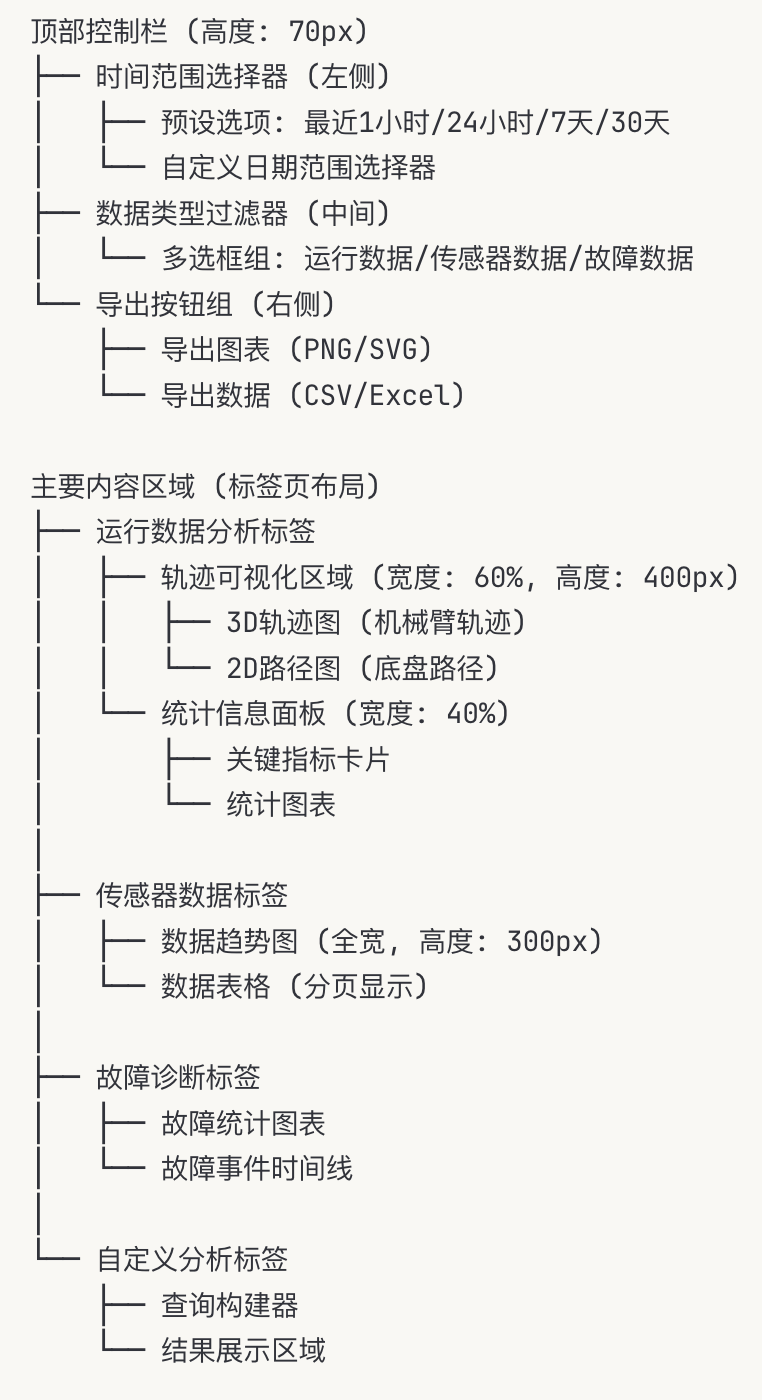 顶部控制栏 (高度: 70px)
├── 时间范围选择器 (左侧)
│   ├── 预设选项: 最近1小时/24小时/7天/30天
│   └── 自定义日期范围选择器
├── 数据类型过滤器 (中间)
│   └── 多选框组: 运行数据/传感器数据/故障数据
└── 导出按钮组 (右侧)
    ├── 导出图表 (PNG/SVG)
    └── 导出数据 (CSV/Excel)

主要内容区域 (标签页布局)
├── 运行数据分析标签
│   ├── 轨迹可视化区域 (宽度: 60%, 高度: 400px)
│   │   ├── 3D轨迹图 (机械臂轨迹)
│   │   └── 2D路径图 (底盘路径)
│   └── 统计信息面板 (宽度: 40%)
│       ├── 关键指标卡片
│       └── 统计图表
│
├── 传感器数据标签
│   ├── 数据趋势图 (全宽, 高度: 300px)
│   └── 数据表格 (分页显示)
│
├── 故障诊断标签
│   ├── 故障统计图表
│   └── 故障事件时间线
│
└── 自定义分析标签
    ├── 查询构建器
    └── 结果展示区域